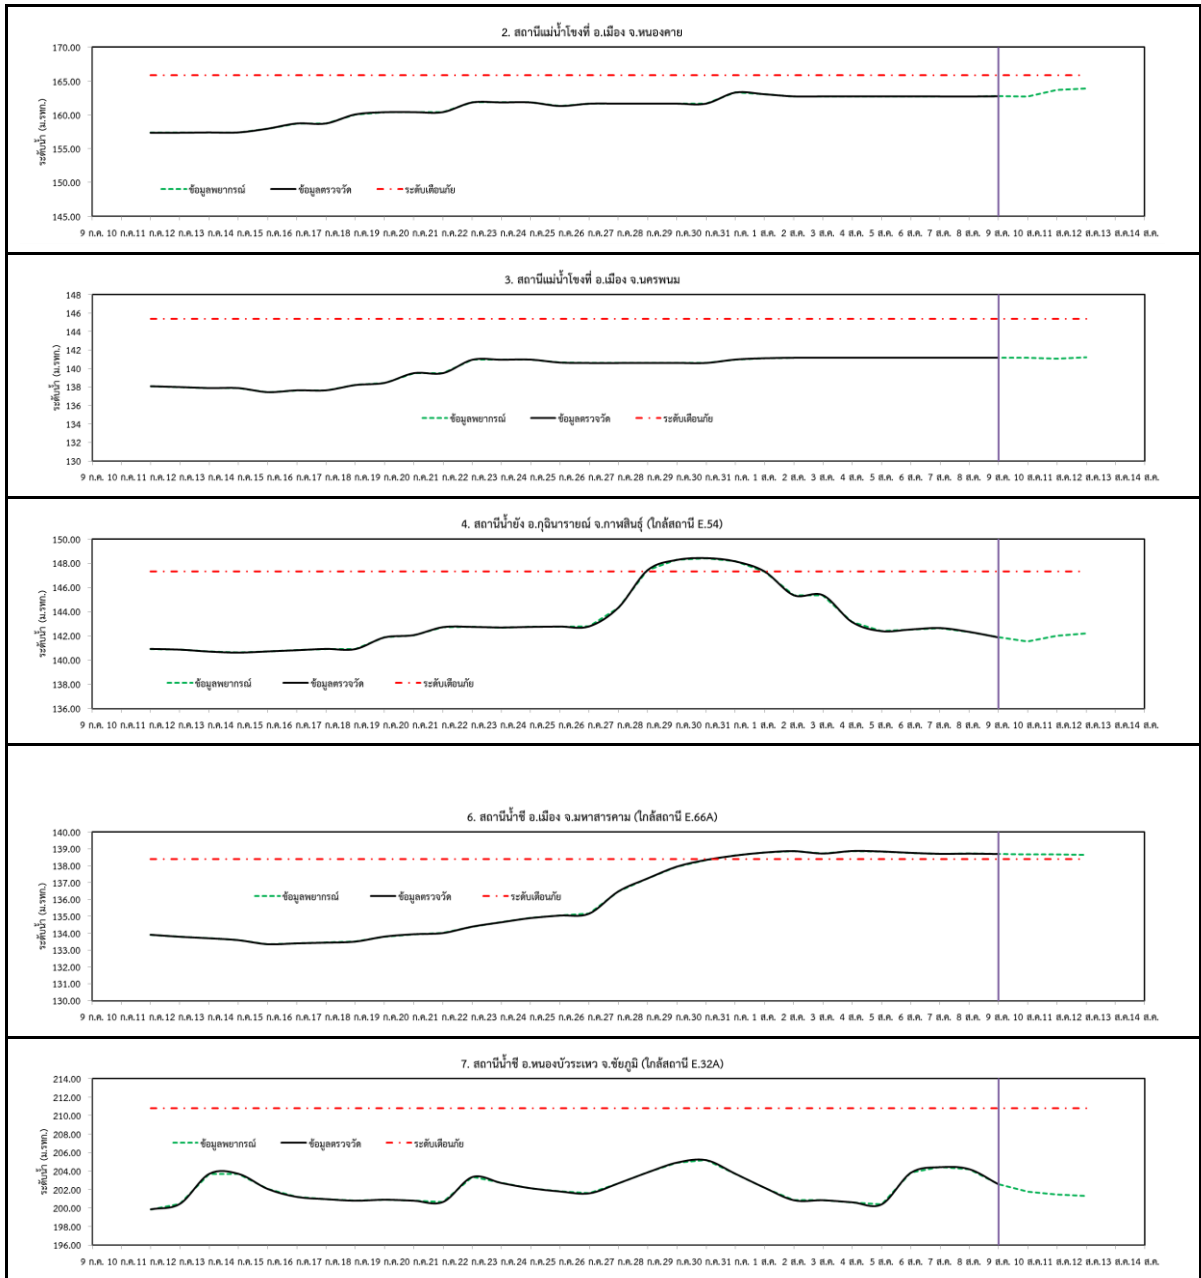 2. สถานีแม่น้ำโขงที่ อ.เมือง จ.หนองคาย
170.00
165.00
160.00
155.00
150.00
145.00
ระดับน้ำ (ม.รทก.)
ข้อมูลพยากรณ์ ข้อมูลตรวจวัด ระดับเตือนภัย
9 ก.ค. 10 ก.ค.11 ก.ค.12 ก.ค.13 ก.ค.14 ก.ค.15 ก.ค.16 ก.ค.17 ก.ค.18 ก.ค.19 ก.ค.20 ก.ค.21 ก.ค.22 ก.ค.23 ก.ค.24 ก.ค.25 ก.ค.26 ก.ค.27 ก.ค.28 ก.ค.29 ก.ค.30 ก.ค.31 ก.ค. 1 ส.ค. 2 ส.ค. 3 ส.ค. 4 ส.ค. 5 ส.ค. 6 ส.ค. 7 ส.ค. 8 ส.ค. 9 ส.ค. 10 ส.ค.11 ส.ค.12 ส.ค.13 ส.ค.14 ส.ค.
3. สถานีแม่น้ำโขงที่ อ.เมือง จ.นครพนม
148
146
144
142
140
138
136
134
132
130
ระดับน้ำ (ม.รทก.)
ข้อมูลพยากรณ์ ข้อมูลตรวจวัด ระดับเตือนภัย
9 ก.ค. 10 ก.ค.11 ก.ค.12 ก.ค.13 ก.ค.14 ก.ค.15 ก.ค.16 ก.ค.17 ก.ค.18 ก.ค.19 ก.ค.20 ก.ค.21 ก.ค.22 ก.ค.23 ก.ค.24 ก.ค.25 ก.ค.26 ก.ค.27 ก.ค.28 ก.ค.29 ก.ค.30 ก.ค.31 ก.ค. 1 ส.ค. 2 ส.ค. 3 ส.ค. 4 ส.ค. 5 ส.ค. 6 ส.ค. 7 ส.ค. 8 ส.ค. 9 ส.ค. 10 ส.ค.11 ส.ค.12 ส.ค.13 ส.ค.14 ส.ค.
4. สถานีน้ำยัง อ.กุฉินารายณ์ จ.กาฬสินธุ์ (ใกล้สถานี E.54)
150.00
148.00
146.00
144.00
142.00
140.00
138.00
136.00
ระดับน้ำ (ม.รทก.)
ข้อมูลพยากรณ์ ข้อมูลตรวจวัด ระดับเตือนภัย
9 ก.ค. 10 ก.ค.11 ก.ค.12 ก.ค.13 ก.ค.14 ก.ค.15 ก.ค.16 ก.ค.17 ก.ค.18 ก.ค.19 ก.ค.20 ก.ค.21 ก.ค.22 ก.ค.23 ก.ค.24 ก.ค.25 ก.ค.26 ก.ค.27 ก.ค.28 ก.ค.29 ก.ค.30 ก.ค.31 ก.ค. 1 ส.ค. 2 ส.ค. 3 ส.ค. 4 ส.ค. 5 ส.ค. 6 ส.ค. 7 ส.ค. 8 ส.ค. 9 ส.ค. 10 ส.ค.11 ส.ค.12 ส.ค.13 ส.ค.14 ส.ค.
6. สถานีน้ำชี อ.เมือง จ.มหาสารคาม (ใกล้สถานี E.66A)
140.00
139.00
138.00
137.00
136.00
135.00
134.00
133.00
132.00
131.00
130.00
ระดับน้ำ (ม.รทก.)
ข้อมูลพยากรณ์ ข้อมูลตรวจวัด ระดับเตือนภัย
9 ก.ค. 10 ก.ค.11 ก.ค.12 ก.ค.13 ก.ค.14 ก.ค.15 ก.ค.16 ก.ค.17 ก.ค.18 ก.ค.19 ก.ค.20 ก.ค.21 ก.ค.22 ก.ค.23 ก.ค.24 ก.ค.25 ก.ค.26 ก.ค.27 ก.ค.28 ก.ค.29 ก.ค.30 ก.ค.31 ก.ค. 1 ส.ค. 2 ส.ค. 3 ส.ค. 4 ส.ค. 5 ส.ค. 6 ส.ค. 7 ส.ค. 8 ส.ค. 9 ส.ค. 10 ส.ค.11 ส.ค.12 ส.ค.13 ส.ค.14 ส.ค.
7. สถานีน้ำชี อ.หนองบัวระเหว จ.ชัยภูมิ (ใกล้สถานี E.32A)
214.00
212.00
210.00
208.00
206.00
204.00
202.00
200.00
198.00
196.00
ระดับน้ำ (ม.รทก.)
ข้อมูลพยากรณ์ ข้อมูลตรวจวัด ระดับเตือนภัย
9 ก.ค. 10 ก.ค.11 ก.ค.12 ก.ค.13 ก.ค.14 ก.ค.15 ก.ค.16 ก.ค.17 ก.ค.18 ก.ค.19 ก.ค.20 ก.ค.21 ก.ค.22 ก.ค.23 ก.ค.24 ก.ค.25 ก.ค.26 ก.ค.27 ก.ค.28 ก.ค.29 ก.ค.30 ก.ค.31 ก.ค. 1 ส.ค. 2 ส.ค. 3 ส.ค. 4 ส.ค. 5 ส.ค. 6 ส.ค. 7 ส.ค. 8 ส.ค. 9 ส.ค. 10 ส.ค.11 ส.ค.12 ส.ค.13 ส.ค.14 ส.ค.